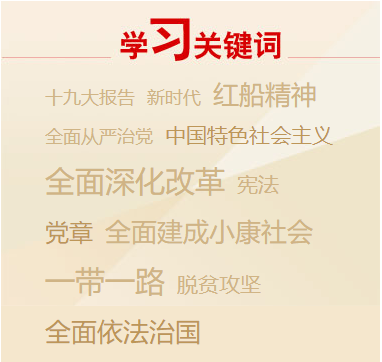 学习关键词
十九大报告 新时代 红船精神
全面从严治党 中国特色社会主义
全面深化改革 宪法
党章 全面建成小康社会
一带一路 脱贫攻坚
全面依法治国